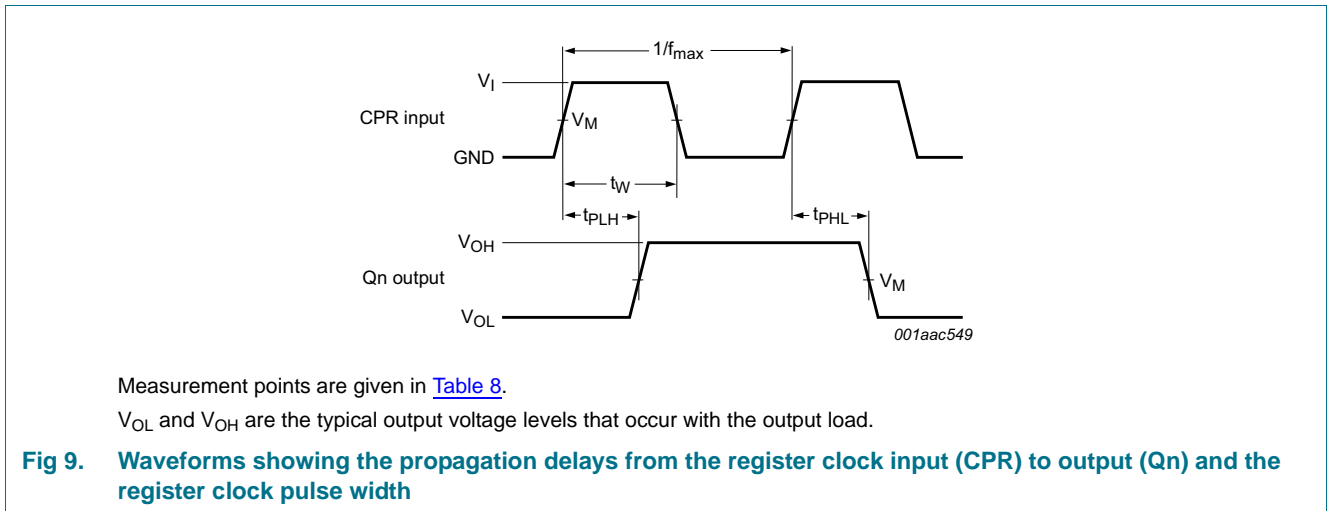 1/fmax
VI
CPR input
VM
GND
tW
tPLH
tPHL
VOH
Qn output
VM
VOL
001aac549
Measurement points are given in Table 8.
VOL and VOH are the typical output voltage levels that occur with the output load.
Fig 9. Waveforms showing the propagation delays from the register clock input (CPR) to output (Qn) and the
register clock pulse width